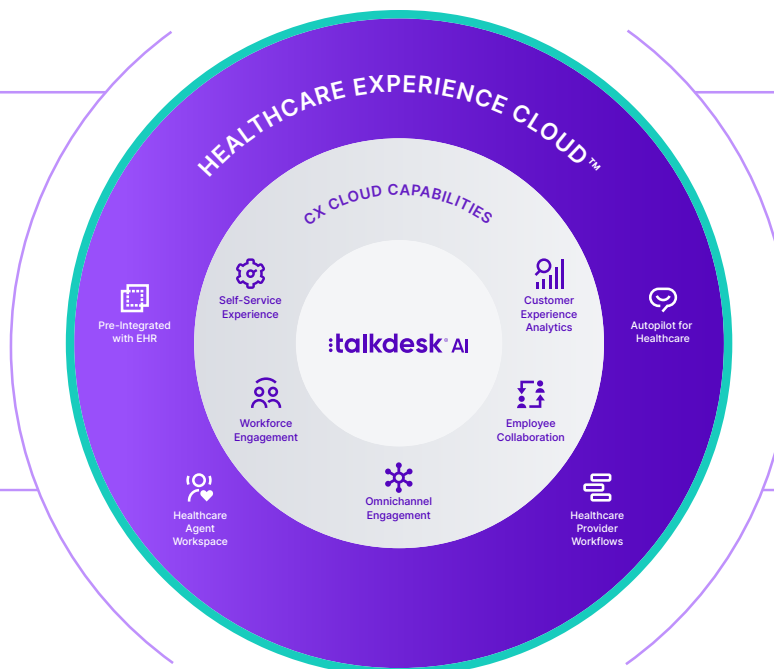 HEALTHCARE EXPERIENCE CLOUD™
CX CLOUD CAPABILITIES
Self-Service
Experience
Customer
Experience
Analytics
Pre-Integrated
with EHR
Autopilot for
Healthcare
:talkdesk® AI
Workforce
Engagement
Employee
Collaboration
Omnichannel
Engagement
Healthcare
Agent
Workspace
Healthcare
Provider
Workflows